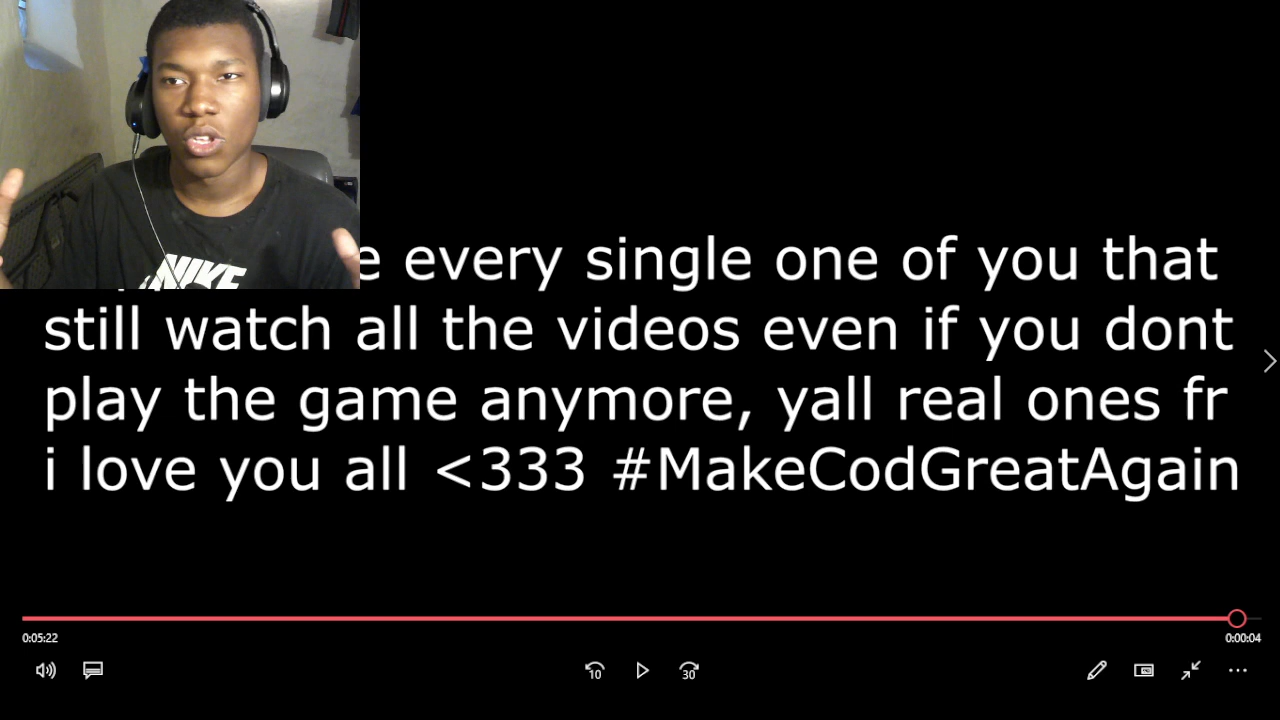 NIKE
e every single one of you that
still watch all the videos even if you dont
play the game anymore, yall real ones fr
i love you all <333 #MakeCodGreatAgain
0:05:22
0:00:04
10
30